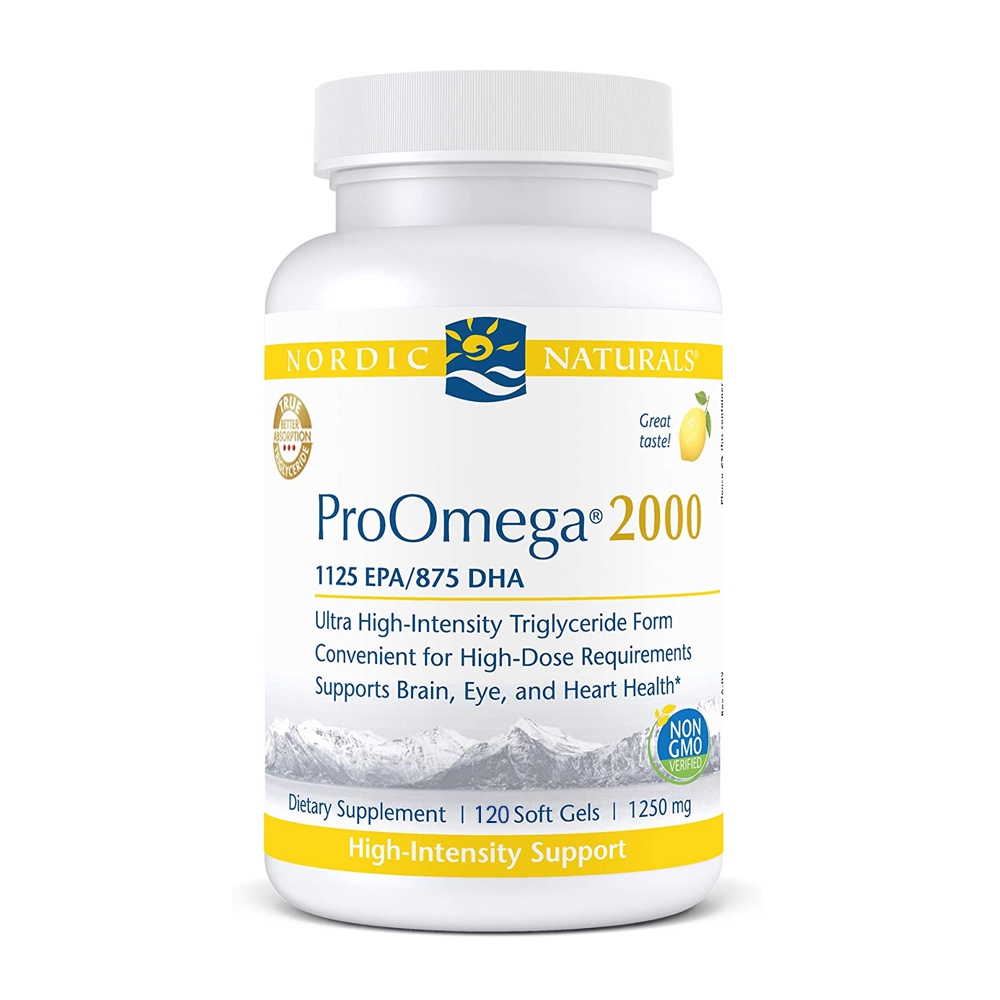 NORDIC NATURALS®
TRUE
BETTER
ABSORPTION
TRIGLYCERIDE
Great
taste!
ProOmega® 2000
1125 EPA/875 DHA
Ultra High-Intensity Triglyceride Form
Convenient for High-Dose Requirements
Supports Brain, Eye, and Heart Health*
NON
GMO
VERIFIED
Dietary Supplement | 120 Soft Gels | 1250 mg
High-Intensity Support